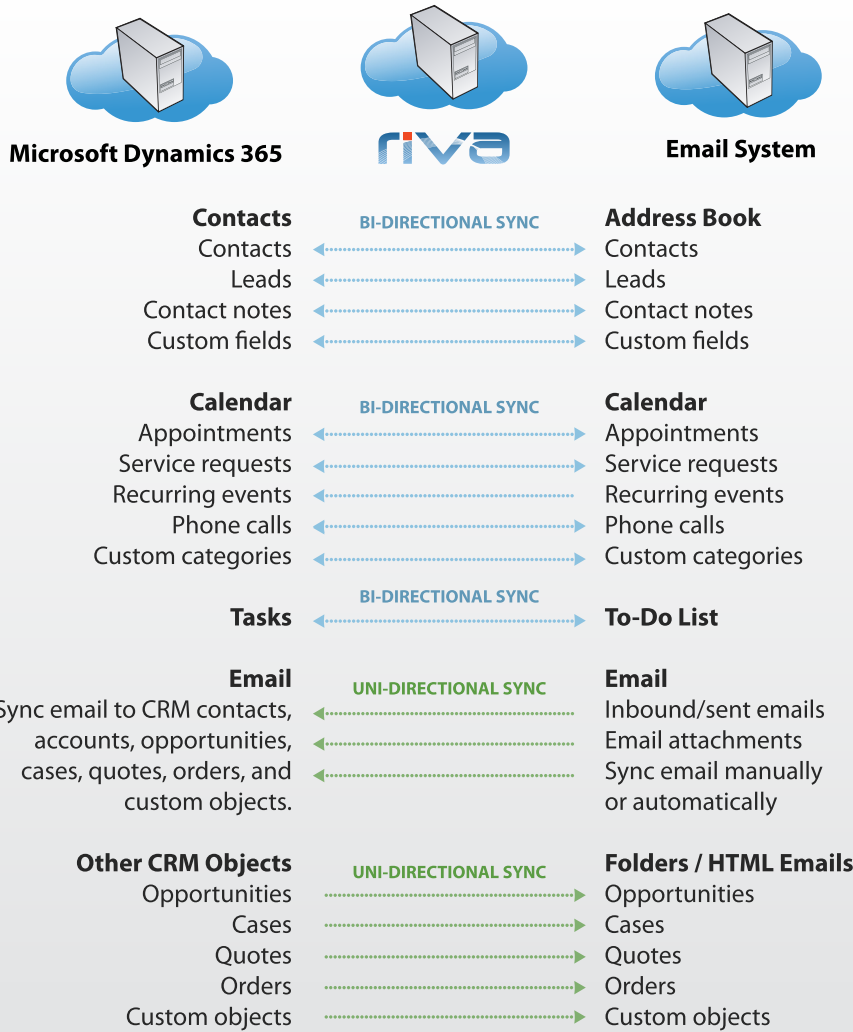 Microsoft Dynamics 365
riva
Email System
Contacts BI-DIRECTIONAL SYNC Address Book
Contacts Contacts
Leads Leads
Contact notes Contact notes
Custom fields Custom fields
Calendar BI-DIRECTIONAL SYNC Calendar
Appointments Appointments
Service requests Service requests
Recurring events Recurring events
Phone calls Phone calls
Custom categories Custom categories
BI-DIRECTIONAL SYNC
Tasks To-Do List
Email UNI-DIRECTIONAL SYNC Email
Sync email to CRM contacts, Inbound/sent emails
accounts, opportunities, Email attachments
cases, quotes, orders, and Sync email manually
custom objects. or automatically
Other CRM Objects UNI-DIRECTIONAL SYNC Folders / HTML Emails
Opportunities Opportunities
Cases Cases
Quotes Quotes
Orders Orders
Custom objects Custom objects